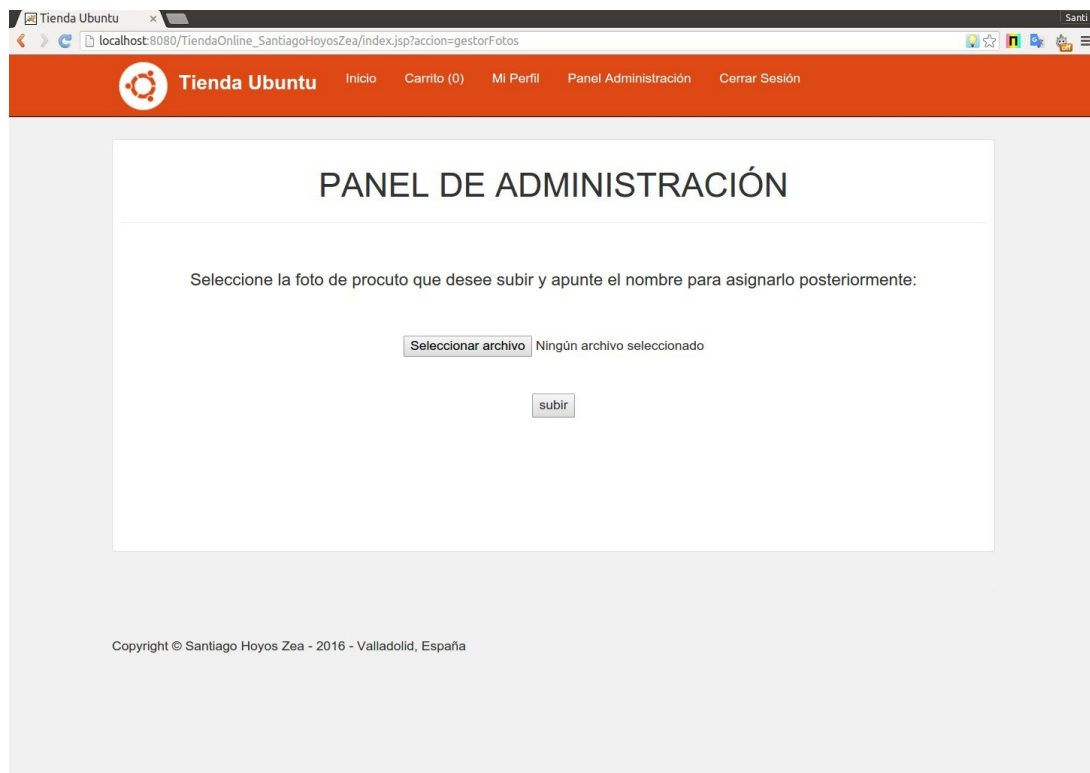 Tienda Ubuntu
Santi
localhost:8080/TiendaOnline_SantiagoHoyosZea/index.jsp?accion=gestorFotos
Tienda Ubuntu Inicio Carrito (0) Mi Perfil Panel Administración Cerrar Sesión
PANEL DE ADMINISTRACIÓN
Seleccione la foto de procuto que desee subir y apunte el nombre para asignarlo posteriormente:
Seleccionar archivo Ningún archivo seleccionado
subir
Copyright © Santiago Hoyos Zea - 2016 - Valladolid, España